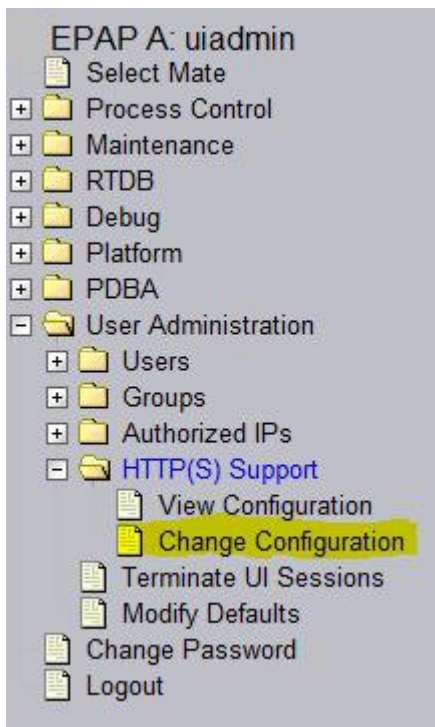 EPAP A: uiadmin
Select Mate
Process Control
Maintenance
RTDB
Debug
Platform
PDBA
User Administration
Users
Groups
Authorized IPs
HTTP(S) Support
View Configuration
Change Configuration
Terminate UI Sessions
Modify Defaults
Change Password
Logout